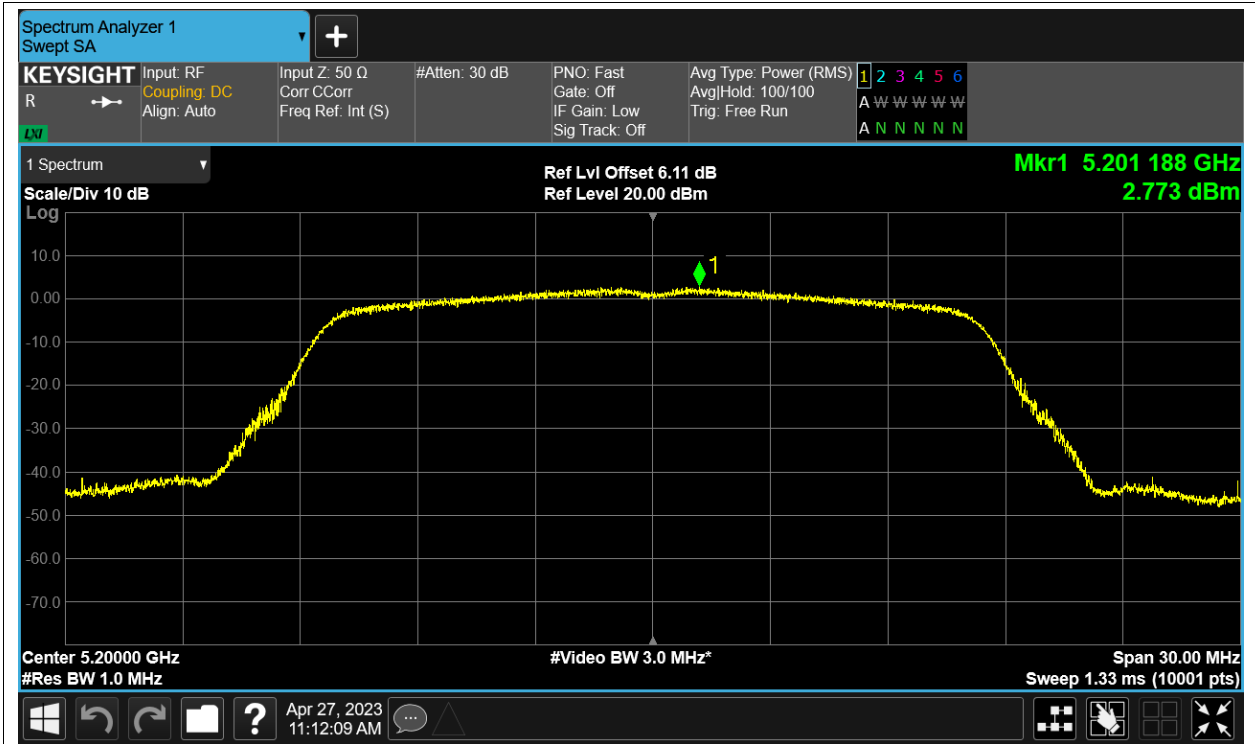 Spectrum Analyzer 1
Swept SA
KEYSIGHT
R
LXI
Input: RF
Coupling: DC
Align: Auto
Input Z: 50 Ω
Corr CCorr
Freq Ref: Int (S)
#Atten: 30 dB
PNO: Fast
Gate: Off
IF Gain: Low
Sig Track: Off
Avg Type: Power (RMS)
Avg|Hold: 100/100
Trig: Free Run
1 2 3 4 5 6
A W W W W W
A N N N N N
1 Spectrum
Ref Lvl Offset 6.11 dB
Mkr1 5.201 188 GHz
Scale/Div 10 dB
Ref Level 20.00 dBm
2.773 dBm
Log
1
10.0
0.00
-10.0
-20.0
-30.0
-40.0
-50.0
-60.0
-70.0
Center 5.20000 GHz
#Video BW 3.0 MHz*
Span 30.00 MHz
#Res BW 1.0 MHz
Sweep 1.33 ms (10001 pts)
?
Apr 27, 2023
11:12:09 AM